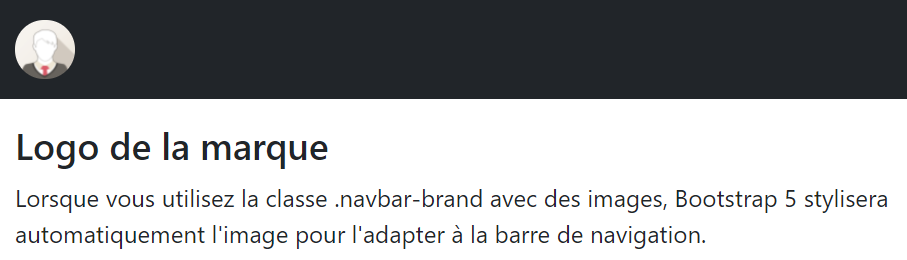 Logo de la marque
Lorsque vous utilisez la classe .navbar-brand avec des images, Bootstrap 5 stylisera
automatiquement l'image pour l'adapter à la barre de navigation.